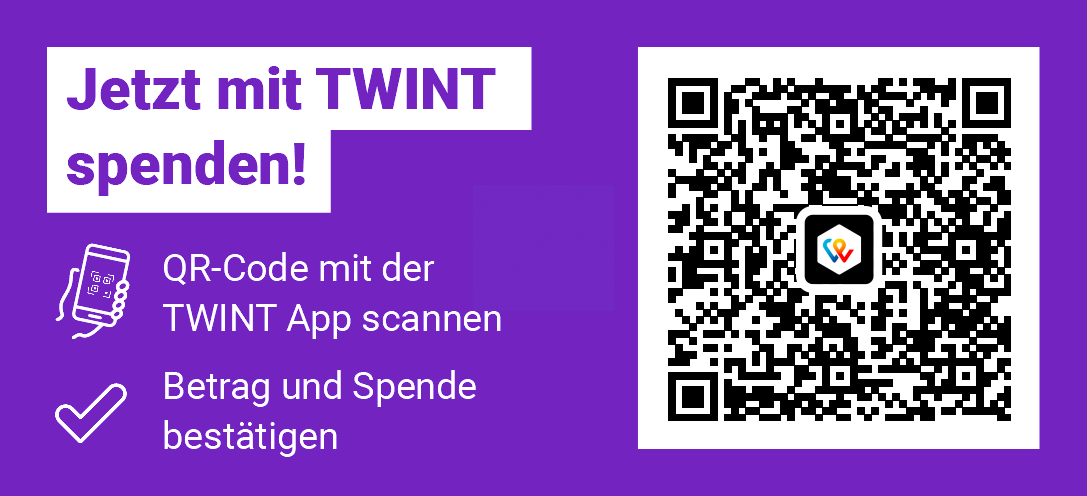 Jetzt mit TWINT
spenden!
QR-Code mit der
TWINT App scannen
Betrag und Spende
bestätigen